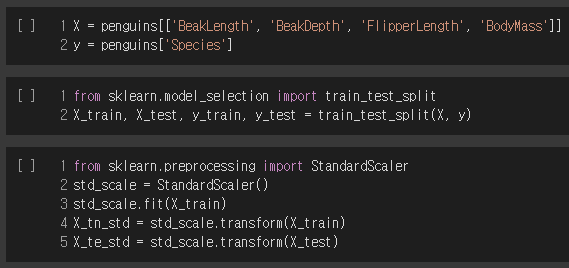 [ ] 1 X = penguins[['BeakLength', 'BeakDepth', 'FlipperLength', 'BodyMass']]
2 y = penguins['Species']
[ ] 1 from sklearn.model_selection import train_test_split
2 X_train, X_test, y_train, y_test = train_test_split(X, y)
[ ] 1 from sklearn.preprocessing import StandardScaler
2 std_scale = StandardScaler()
3 std_scale.fit(X_train)
4 X_tn_std = std_scale.transform(X_train)
5 X_te_std = std_scale.transform(X_test)